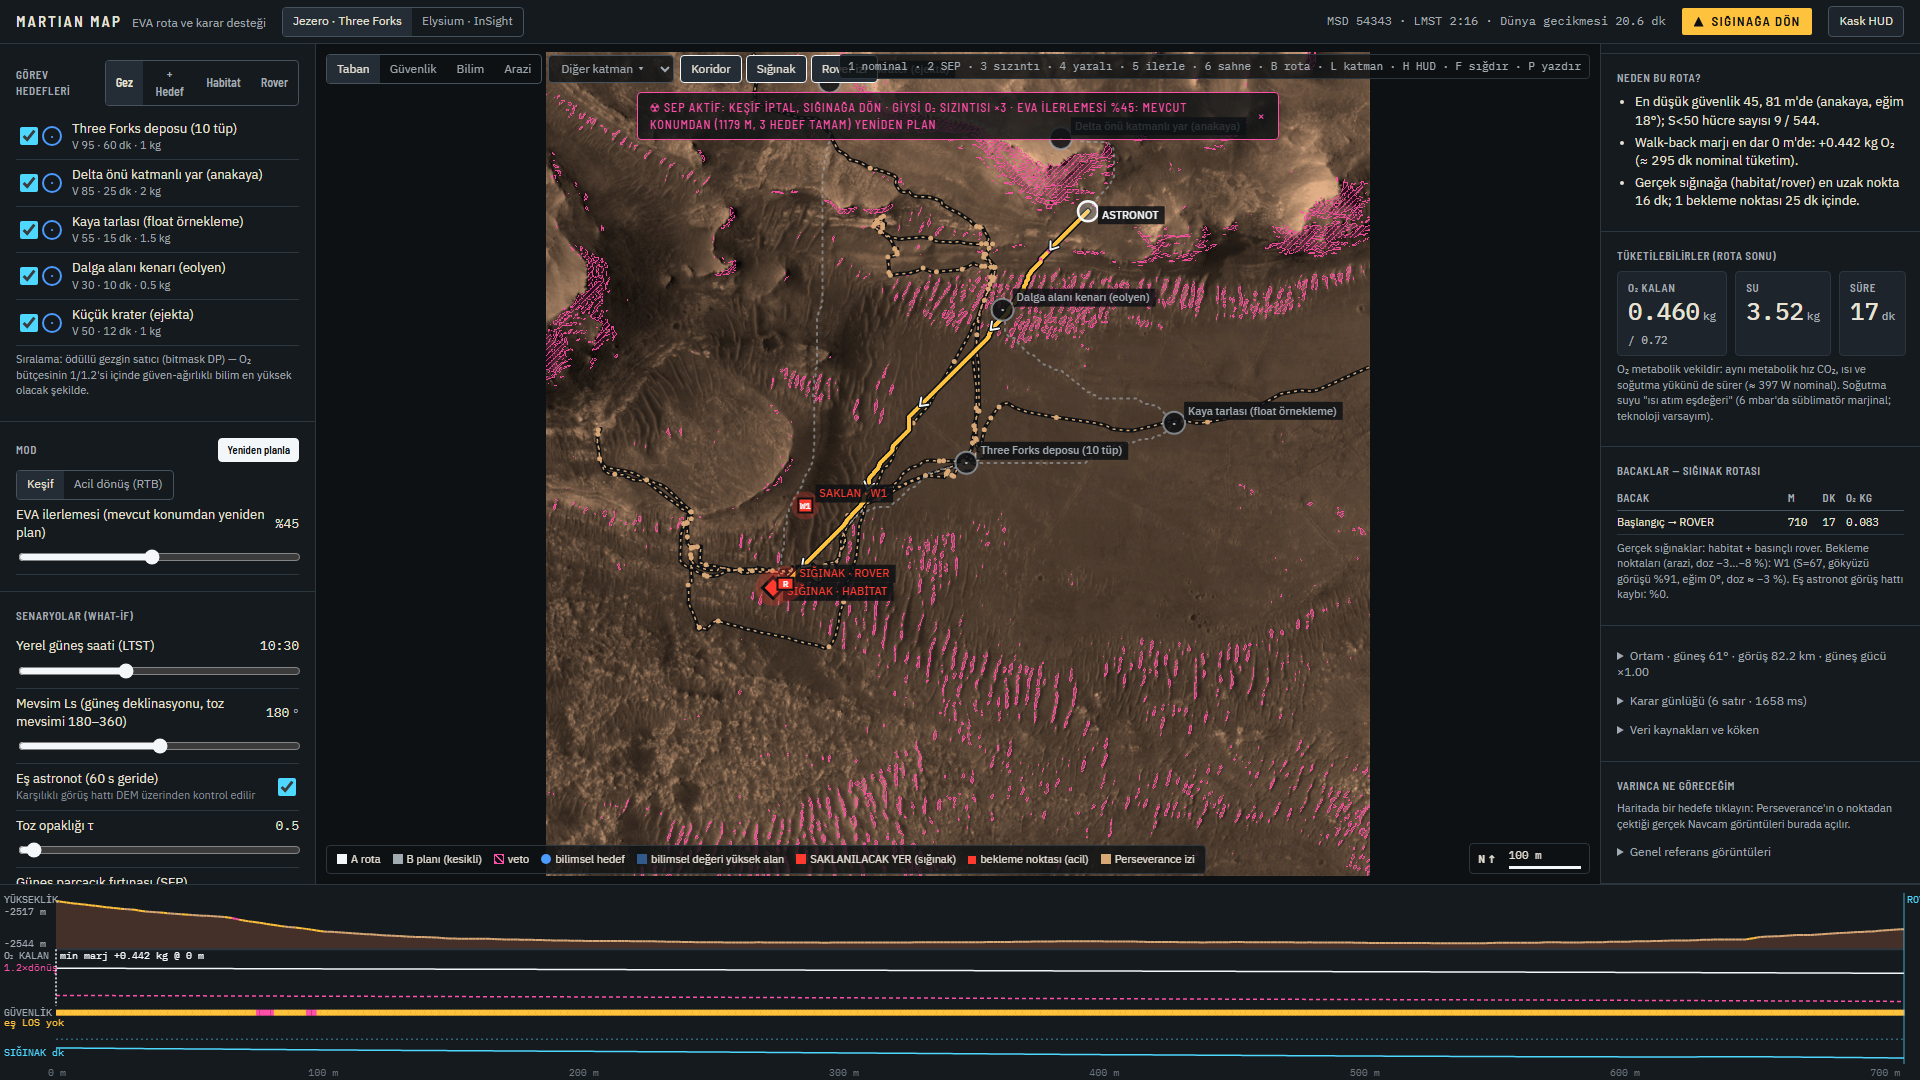 MARTIAN MAP EVA rota ve karar desteği Jezero · Three Forks Elysium · InSight
MSD 54343 · LMST 2:16 · Dünya gecikmesi 20.6 dk ▲ SIĞINAĞA DÖN Kask HUD
GÖREV HEDEFLERİ
Gez + Hedef Habitat Rover
Three Forks deposu (10 tüp)
V 95 · 60 dk · 1 kg
Delta önü katmanlı yar (anakaya)
V 85 · 25 dk · 2 kg
Kaya tarlası (float örnekleme)
V 55 · 15 dk · 1.5 kg
Dalga alanı kenarı (eolyen)
V 30 · 10 dk · 0.5 kg
Küçük krater (ejekta)
V 50 · 12 dk · 1 kg
Sıralama: ödüllü gezgin satıcı (bitmask DP) — O₂
bütçesinin 1/1.2'si içinde güven-ağırlıklı bilim en yüksek
olacak şekilde.
MOD Yeniden planla
Keşif Acil dönüş (RTB)
EVA ilerlemesi (mevcut konumdan yeniden
plan) %45
SENARYOLAR (WHAT-İF)
Yerel güneş saati (LTST) 10:30
Mevsim Ls (güneş deklinasyonu, toz
mevsimi 180–360) 180 °
Eş astronot (60 s geride)
Karşılıklı görüş hattı DEM üzerinden kontrol edilir
Toz opaklığı τ 0.5
Güneş parçacık fırtınası (SEP)
Taban Güvenlik Bilim Arazi Diğer katman Koridor Sığınak
1 nominal · 2 SEP · 3 sızıntı · 4 yaralı · 5 ilerle · 6 sahne · B rota · L katman · H HUD · F sığdır · P yazdır
☢ SEP AKTİF: KEŞİF İPTAL, SIĞINAĞA DÖN · GİYSİ O₂ SIZINTISI ×3 · EVA İLERLEMESİ %45: MEVCUT
KONUMDAN (1179 M, 3 HEDEF TAMAM) YENİDEN PLAN ×
Delta önü katmanlı yar (anakaya)
ASTRONOT
Dalga alanı kenarı (eolyen)
Kaya tarlası (float örnekleme)
Three Forks deposu (10 tüp)
SAKLAN · W1
W1
SIĞINAK · ROVER
R
SIĞINAK · HABİTAT
A rota B planı (kesikli) veto bilimsel hedef bilimsel değeri yüksek alan SAKLANILACAK YER (sığınak) bekleme noktası (acil) Perseverance izi
N↑ 100 m
NEDEN BU ROTA?
• En düşük güvenlik 45, 81 m'de (anakaya, eğim
18°); S<50 hücre sayısı 9 / 544.
• Walk-back marjı en dar 0 m'de: +0.442 kg O₂
(≈ 295 dk nominal tüketim).
• Gerçek sığınağa (habitat/rover) en uzak nokta
16 dk; 1 bekleme noktası 25 dk içinde.
TÜKETİLEBİLİRLER (ROTA SONU)
O₂ KALAN SU SÜRE
0.460 kg 3.52 kg 17 dk
/ 0.72
O₂ metabolik vekildir: aynı metabolik hız CO₂, ısı ve
soğutma yükünü de sürer (≈ 397 W nominal). Soğutma
suyu "ısı atım eşdeğeri" (6 mbar'da süblimatör marjinal;
teknoloji varsayım).
BACAKLAR — SIĞINAK ROTASI
BACAK M DK O₂ KG
Başlangıç → ROVER 710 17 0.083
Gerçek sığınaklar: habitat + basınçlı rover. Bekleme
noktaları (arazi, doz −3…−8 %): W1 (S=67, gökyüzü
görüşü %91, eğim 0°, doz ≈ −3 %). Eş astronot görüş hattı
kaybı: %0.
▶ Ortam · güneş 61° · görüş 82.2 km · güneş gücü
×1.00
▶ Karar günlüğü (6 satır · 1658 ms)
▶ Veri kaynakları ve köken
VARINCA NE GÖRECEĞİM
Haritada bir hedefe tıklayın: Perseverance'ın o noktadan
çektiği gerçek Navcam görüntüleri burada açılır.
▶ Genel referans görüntüleri
YÜKSEKLİK
-2517 m
-2544 m
O₂ KALAN min marj +0.442 kg @ 0 m
1.2×dönüş
GÜVENLİK
eş LOS yok
SIĞINAK dk
0 m 100 m 200 m 300 m 400 m 500 m 600 m 700 m